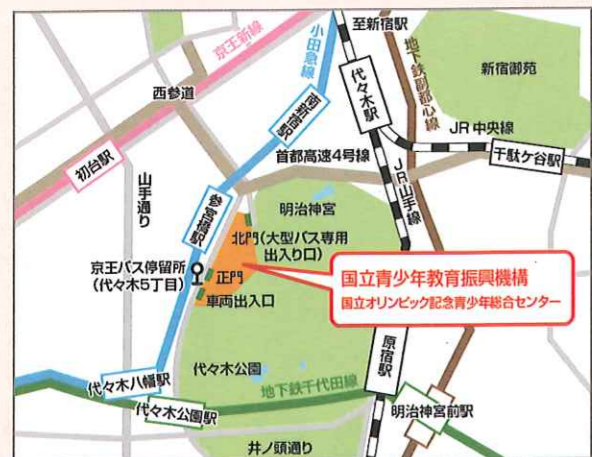 至新宿駅
小田急線
京王新線
地下鉄副都心線
新宿御苑
西参道
代々木駅
南新宿駅
JR中央線
首都高速4号線
千駄ケ谷駅
初台駅
山手通り
JR山手線
参宮橋駅
明治神宮
北門(大型バス専用
出入り口)
京王バス停留所
(代々木5丁目)
正門
車両出入口
国立青少年教育振興機構
国立オリンピック記念青少年総合センター
原宿駅
代々木公園
代々木八幡駅
地下鉄千代田線
代々木公園駅
明治神宮前駅
井ノ頭通り